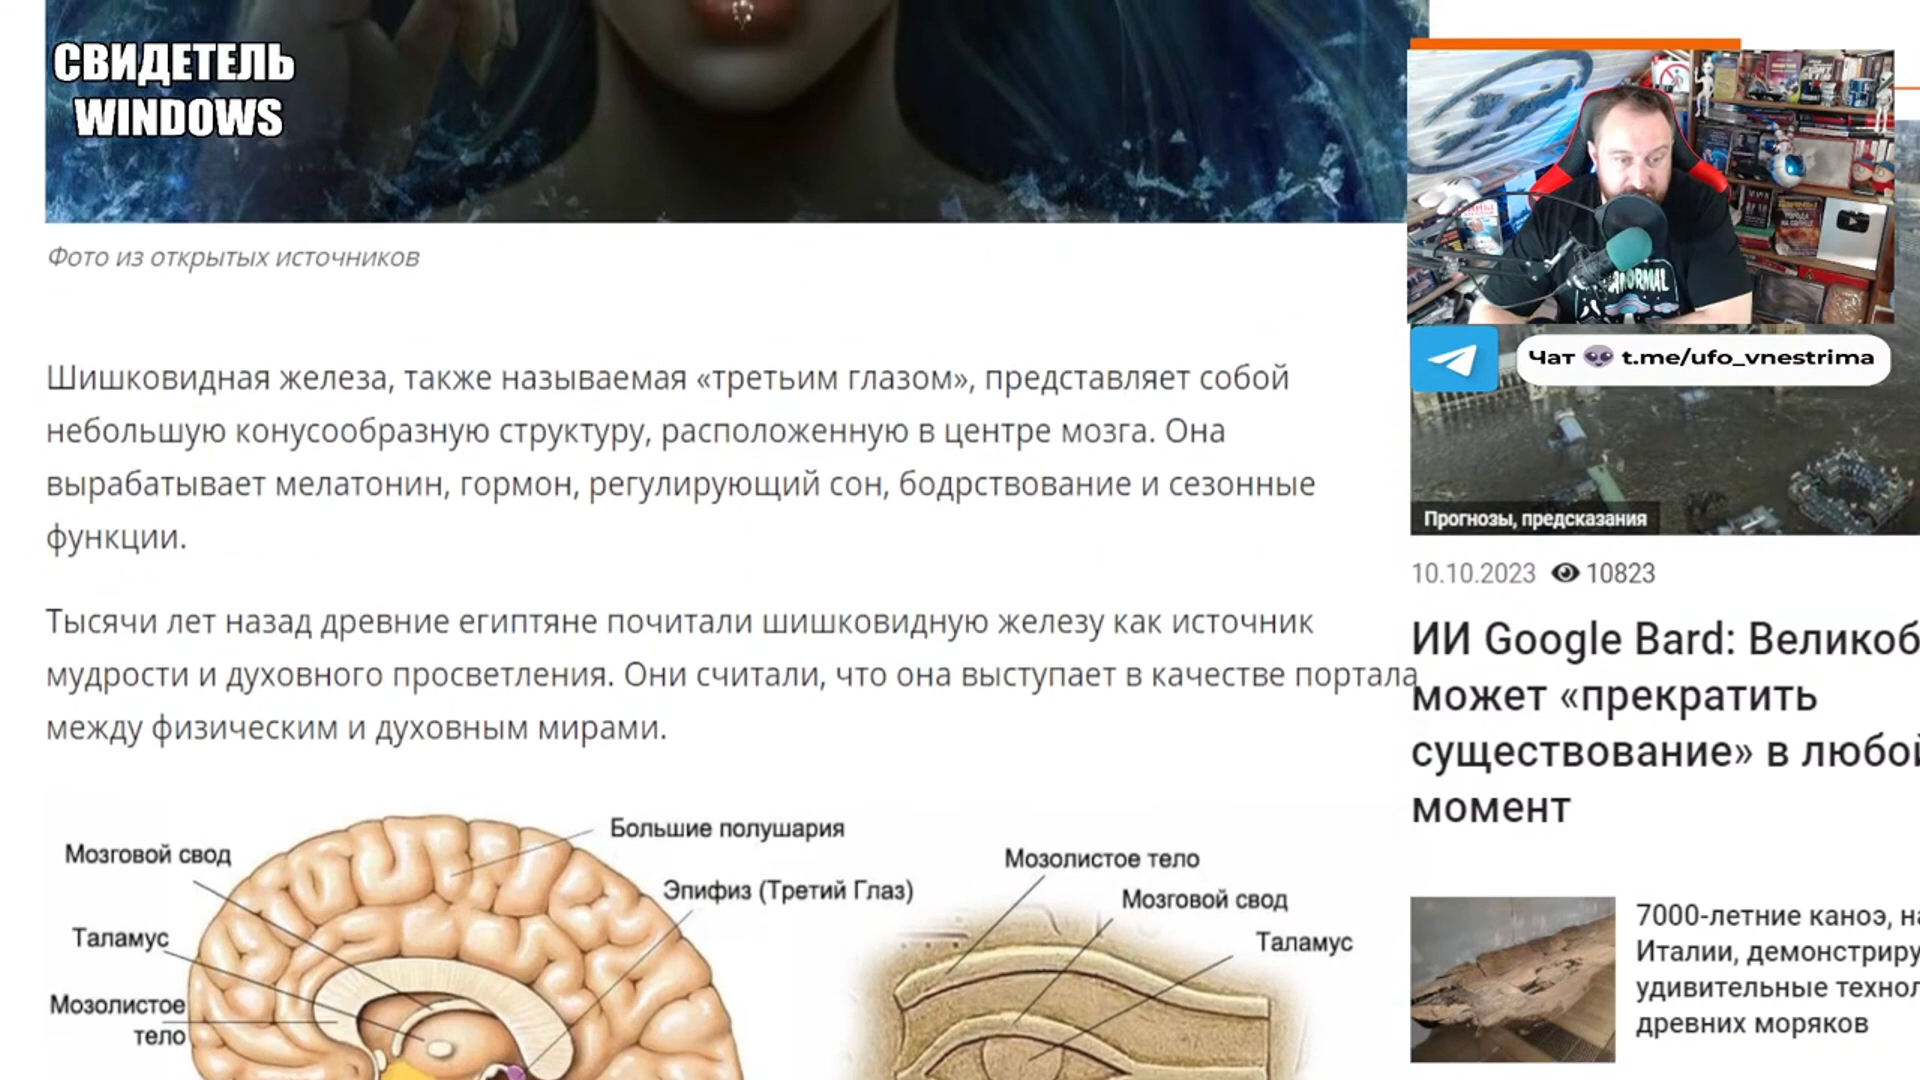 СВИДЕТЕЛЬ
WINDOWS
Фото из открытых источников
Шишковидная железа, также называемая «третьим глазом», представляет собой
небольшую конусообразную структуру, расположенную в центре мозга. Она
вырабатывает мелатонин, гормон, регулирующий сон, бодрствование и сезонные
функции.
Тысячи лет назад древние египтяне почитали шишковидную железу как источник
мудрости и духовного просветления. Они считали, что она выступает в качестве портала
между физическим и духовным мирами.
Большие полушария
Мозговой свод
Эпифиз (Третий Глаз)
Таламус
Мозолистое
тело
Мозолистое тело
Мозговой свод
Таламус
Чат t.me/ufo_vnestrima
Прогнозы, предсказания
10.10.2023 10823
ИИ Google Bard: Великоб
может «прекратить
существование» в любой
момент
7000-летние каноэ, на
Италии, демонстриру
удивительные технол
древних моряков